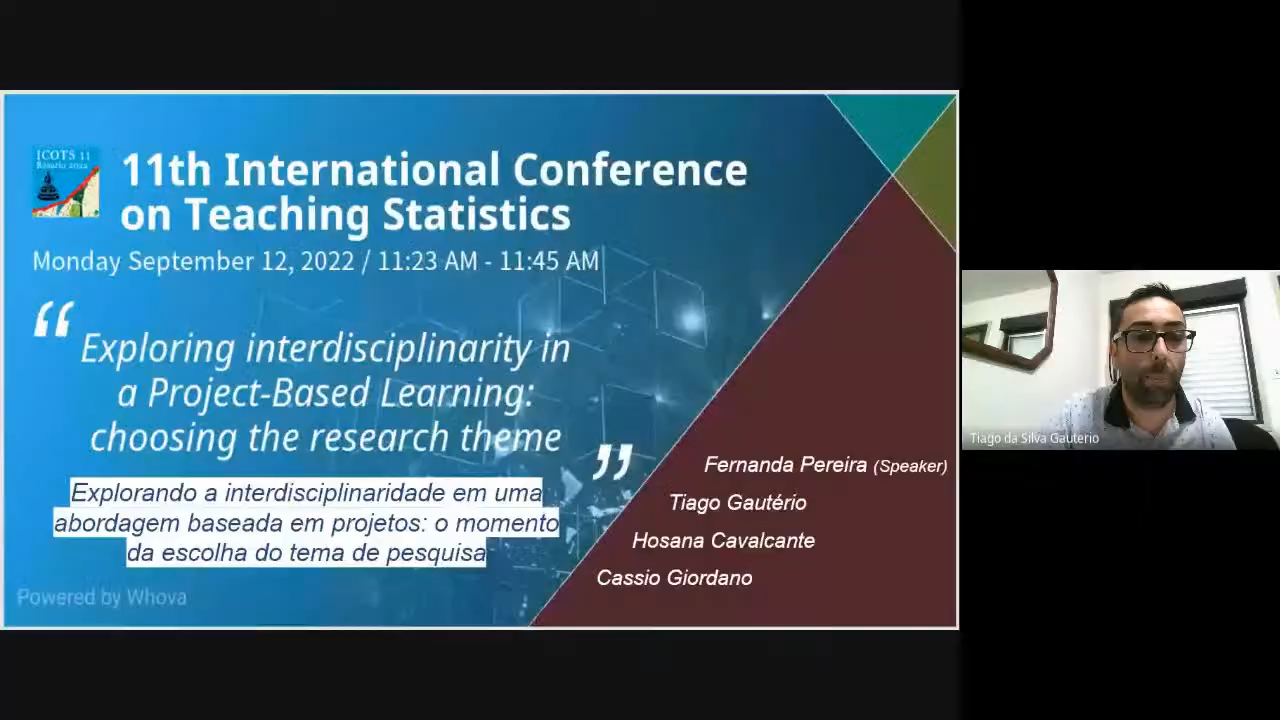 ICOTS 11
Rosario 2022
11th International Conference
on Teaching Statistics
Monday September 12, 2022 / 11:23 AM - 11:45 AM
“
Exploring interdisciplinarity in
a Project-Based Learning:
choosing the research theme
”
Explorando a interdisciplinaridade em uma
abordagem baseada em projetos: o momento
da escolha do tema de pesquisa
Powered by Whova
Fernanda Pereira (Speaker)
Tiago Gautério
Hosana Cavalcante
Cassio Giordano
Tiago da Silva Gauterio